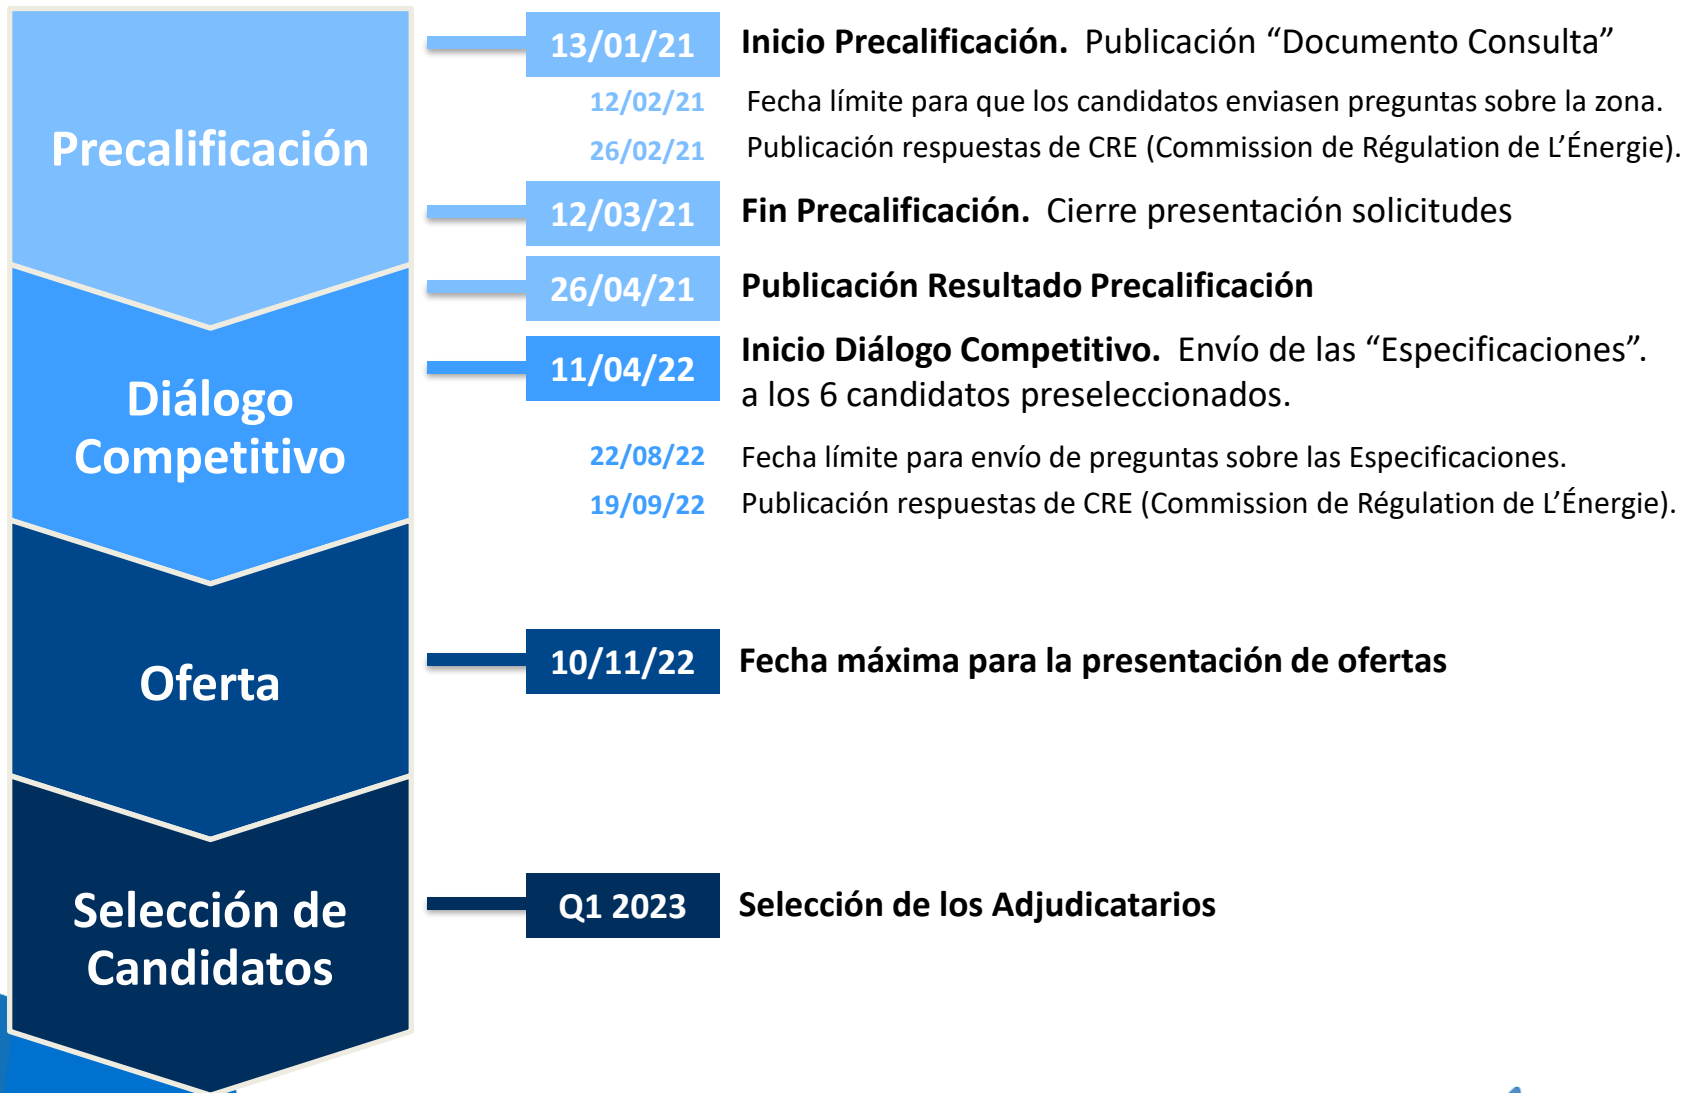 Precalificación
13/01/21 Inicio Precalificación. Publicación “Documento Consulta”
12/02/21 Fecha límite para que los candidatos enviasen preguntas sobre la zona.
26/02/21 Publicación respuestas de CRE (Commission de Régulation de L’Énergie).
12/03/21 Fin Precalificación. Cierre presentación solicitudes
26/04/21 Publicación Resultado Precalificación
Diálogo
Competitivo
11/04/22 Inicio Diálogo Competitivo. Envío de las “Especificaciones”.
a los 6 candidatos preseleccionados.
22/08/22 Fecha límite para envío de preguntas sobre las Especificaciones.
19/09/22 Publicación respuestas de CRE (Commission de Régulation de L’Énergie).
Oferta
10/11/22 Fecha máxima para la presentación de ofertas
Selección de
Candidatos
Q1 2023 Selección de los Adjudicatarios